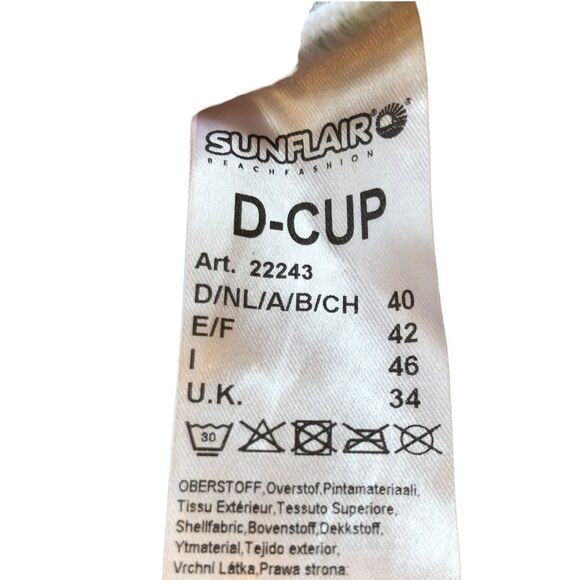 SUNFLAIR®
BEACHFASHION
D-CUP
Art. 22243
D/NL/A/B/CH 40
E/F 42
I 46
U.K. 34
30
OBERSTOFF,Overstof,Pintamateriaali,
Tissu Extérieur,Tessuto Superiore,
Shellfabric,Bovenstoff,Dekkstoff,
Ytmaterial,Tejido exterior,
Vrchní Látka,Prawa strona: